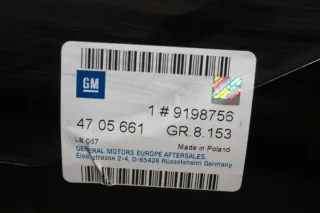 GM
1 # 9198756
47 05 661 GR.8.153
Made in Poland
LB 067
GENERAL MOTORS EUROPE AFTERSALES.
Eisenstrasse 2-4, D-65428 Rüsselsheim Germany